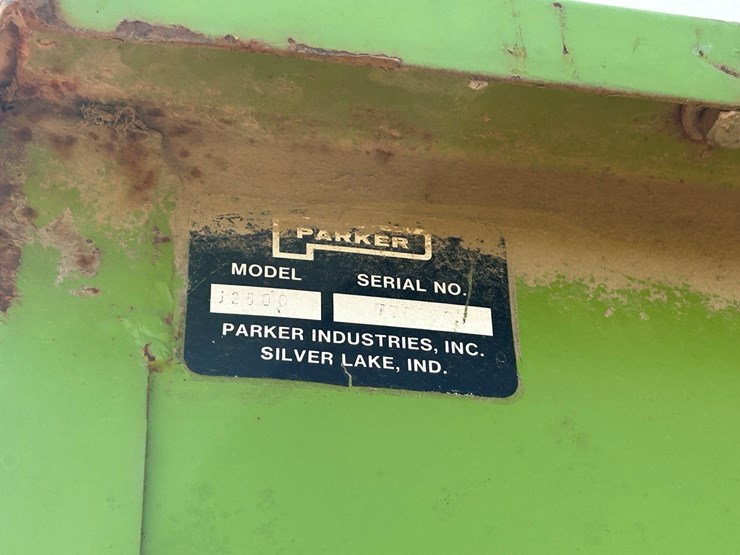 PARKER
MODEL SERIAL NO.
PARKER INDUSTRIES, INC.
SILVER LAKE, IND.